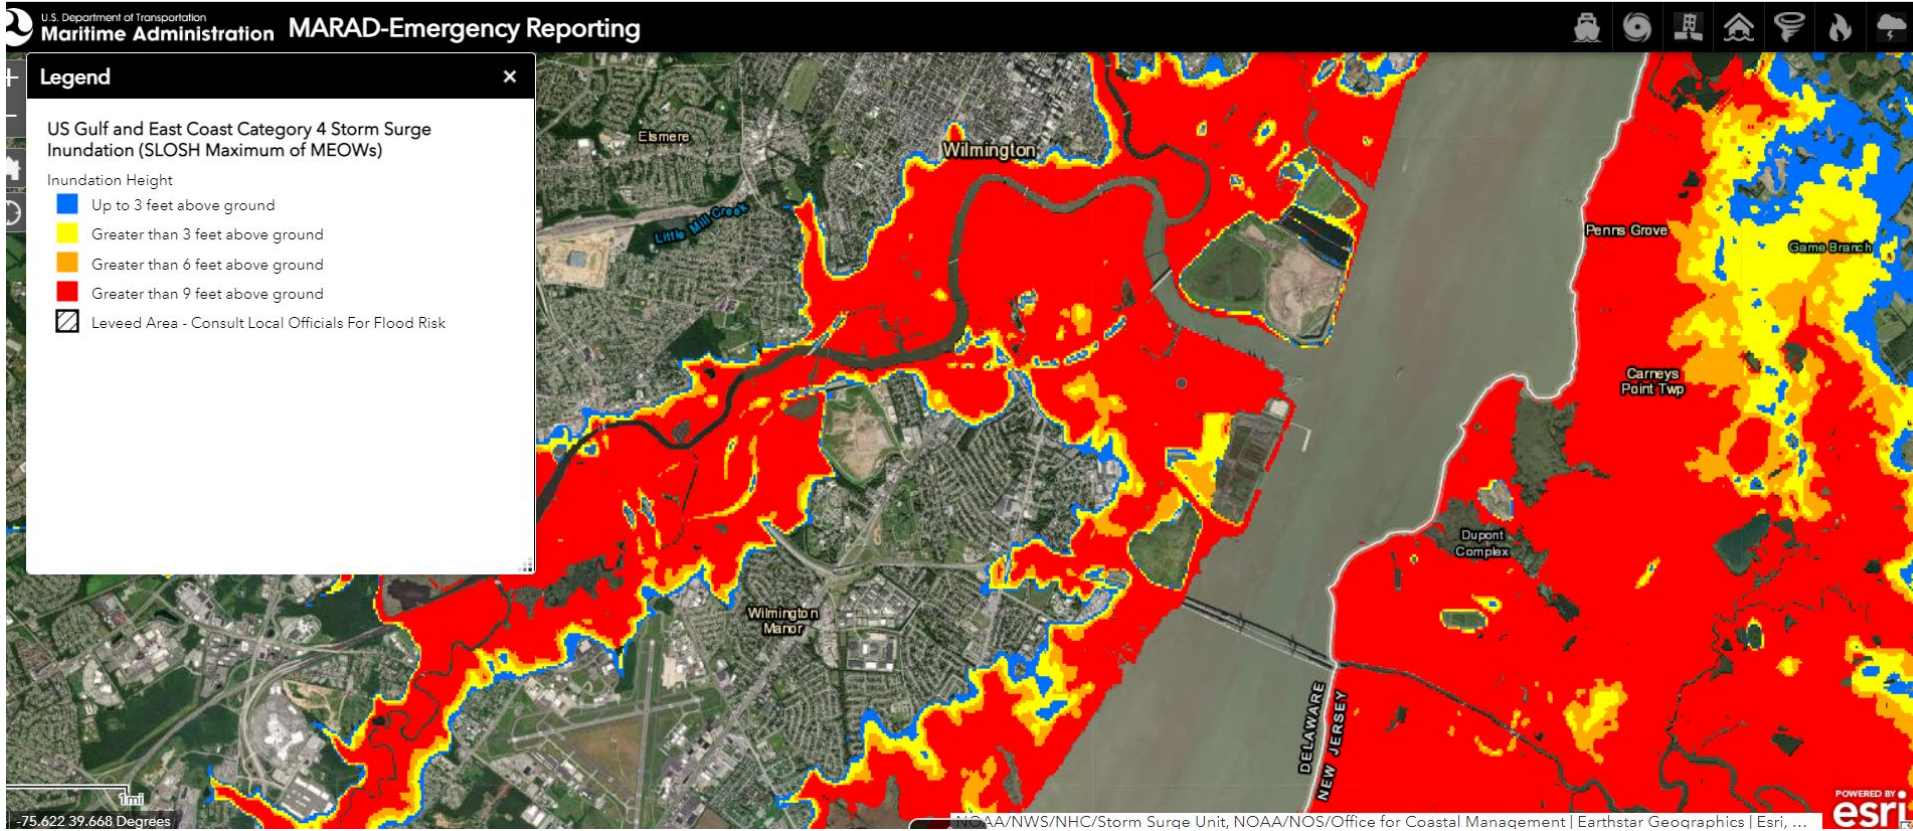 U.S. Department of Transportation
Maritime Administration
MARAD-Emergency Reporting
Legend
US Gulf and East Coast Category 4 Storm Surge
Inundation (SLOSH Maximum of MEOWs)
Inundation Height
Up to 3 feet above ground
Greater than 3 feet above ground
Greater than 6 feet above ground
Greater than 9 feet above ground
Leveed Area - Consult Local Officials For Flood Risk
Elsmere
Wilmington
Little Mill Creek
Penns Grove
Game Branch
Carneys
Point Twp
Dupont
Complex
Wilmington
Manor
DELAWARE
NEW JERSEY
1mi
-75.622 39.668 Degrees
NOAA/NWS/NHC/Storm Surge Unit, NOAA/NOS/Office for Coastal Management | Earthstar Geographics | Esri, ...
POWERED BY
esri